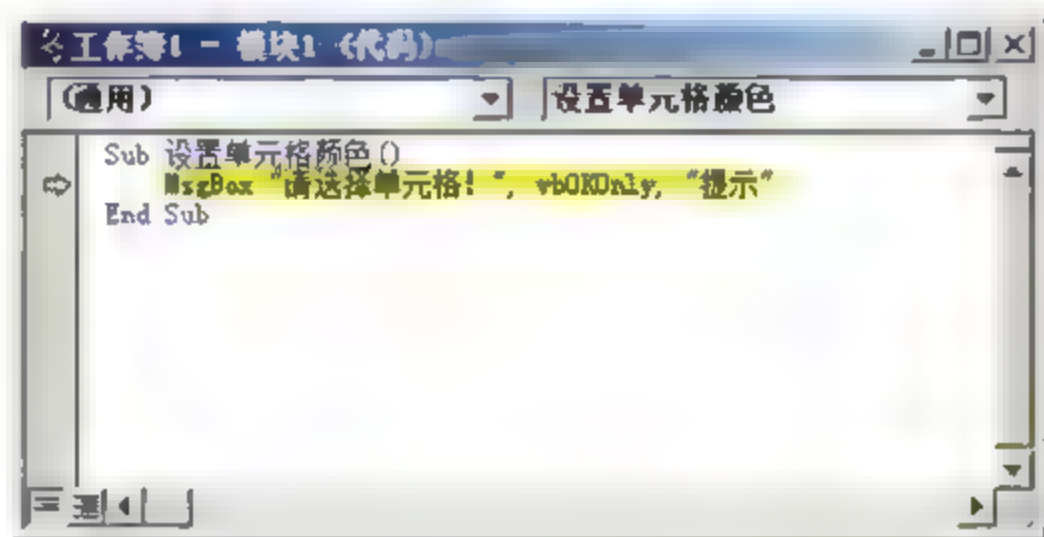 工作簿1 - 模块1 (代码)
(通用) 设置单元格颜色
Sub 设置单元格颜色()
MsgBox "请选择单元格！", vbOKOnly, "提示"
End Sub